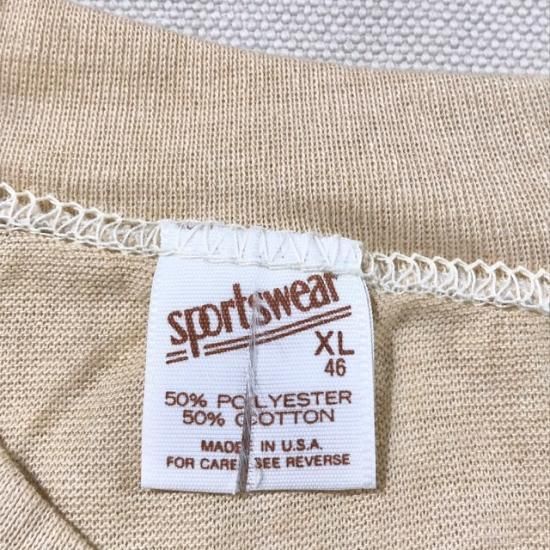 sportswear
XL
46
50% POLYESTER
50% COTTON
MADE IN U.S.A.
FOR CARE SEE REVERSE